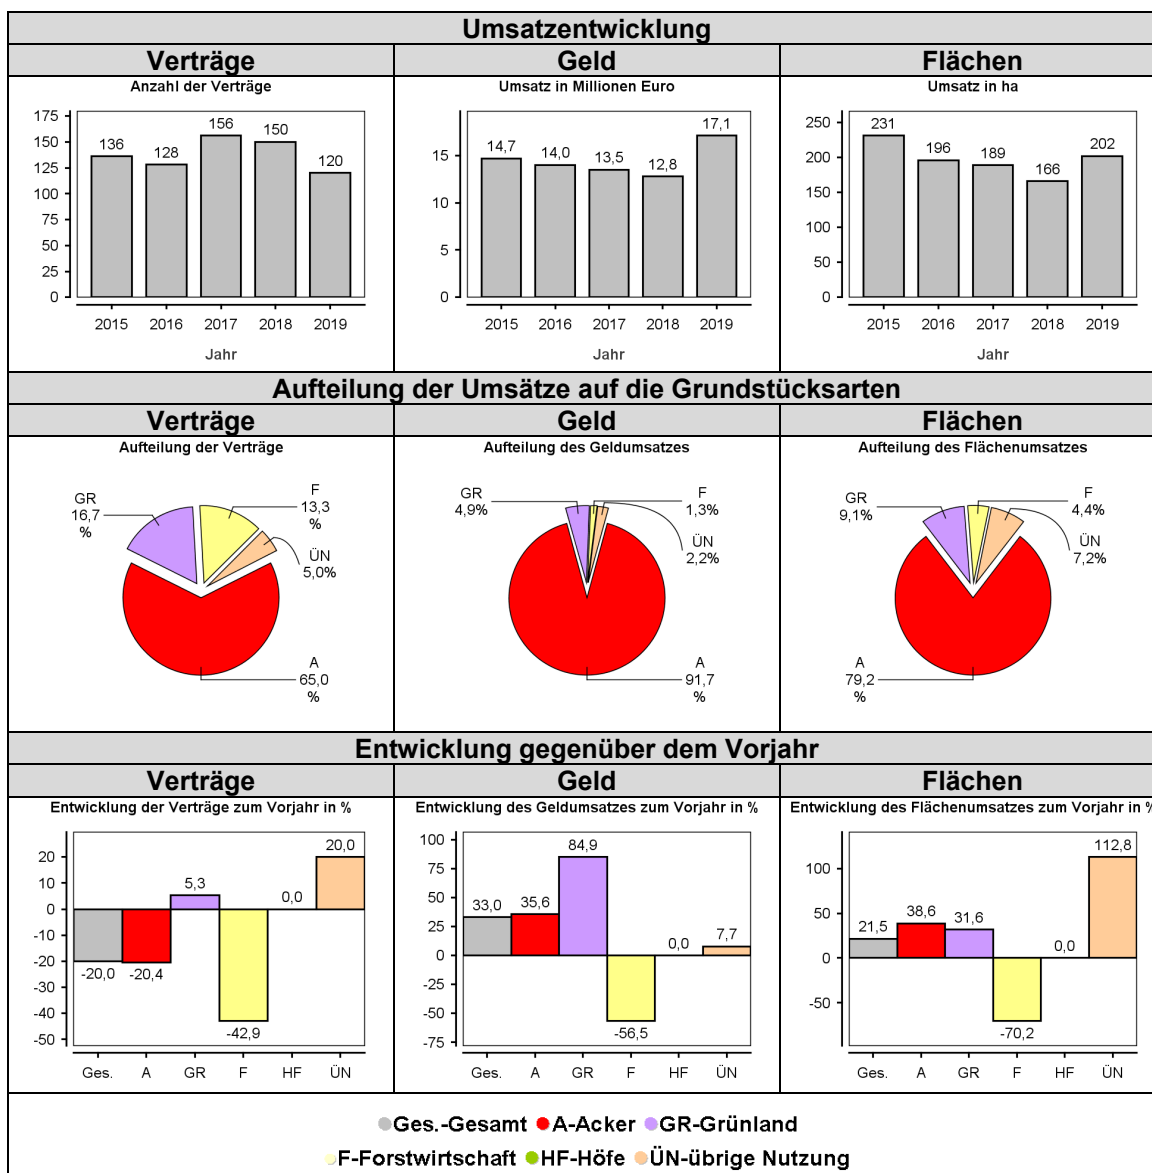 Umsatzentwicklung
Verträge
Geld
Flächen
Anzahl der Verträge
175
150
125
100
75
50
25
0
136
128
156
150
120
2015
2016
2017
2018
2019
Jahr
Umsatz in Millionen Euro
15
10
5
0
14,7
14,0
13,5
12,8
17,1
2015
2016
2017
2018
2019
Jahr
Umsatz in ha
250
200
150
100
50
0
231
196
189
166
202
2015
2016
2017
2018
2019
Jahr
Aufteilung der Umsätze auf die Grundstücksarten
Verträge
Geld
Flächen
Aufteilung der Verträge
GR
16,7
%
F
13,3
%
ÜN
5,0%
A
65,0
%
Aufteilung des Geldumsatzes
GR
4,9%
F
1,3%
ÜN
2,2%
A
91,7
%
Aufteilung des Flächenumsatzes
GR
9,1%
F
4,4%
ÜN
7,2%
A
79,2
%
Entwicklung gegenüber dem Vorjahr
Verträge
Geld
Flächen
Entwicklung der Verträge zum Vorjahr in %
20
10
0
-10
-20
-30
-40
-50
-20,0
-20,4
5,3
-42,9
0,0
20,0
Ges.
A
GR
F
HF
ÜN
Entwicklung des Geldumsatzes zum Vorjahr in %
100
75
50
25
0
-25
-50
-75
33,0
35,6
84,9
-56,5
0,0
7,7
Ges.
A
GR
F
HF
ÜN
Entwicklung des Flächenumsatzes zum Vorjahr in %
100
50
0
-50
21,5
38,6
31,6
-70,2
0,0
112,8
Ges.
A
GR
F
HF
ÜN
Ges.-Gesamt A-Acker GR-Grünland
F-Forstwirtschaft HF-Höfe ÜN-übrige Nutzung